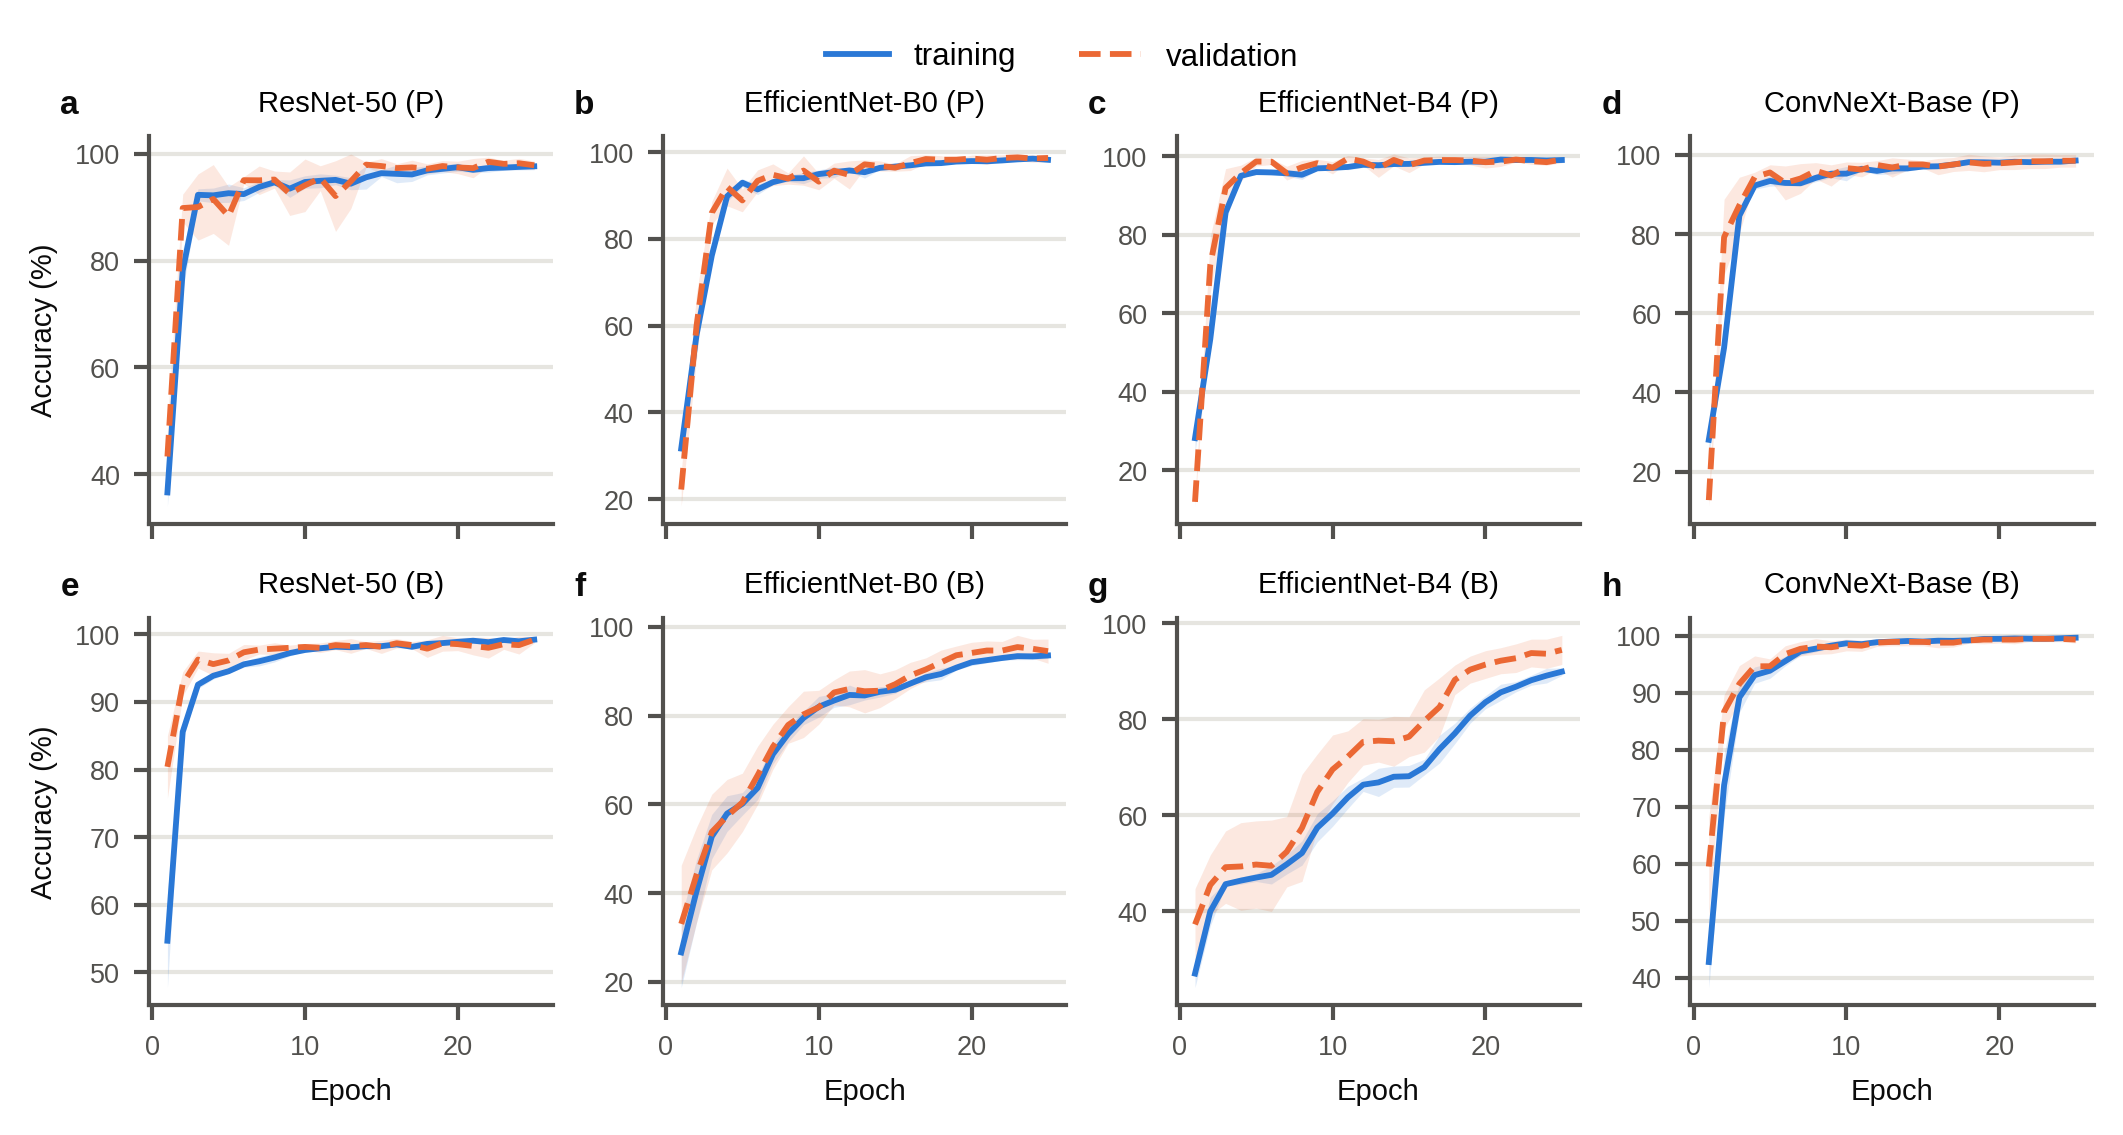 training validation
a ResNet-50 (P) b EfficientNet-B0 (P) c EfficientNet-B4 (P) d ConvNeXt-Base (P)
Accuracy (%)
100 80 60 40
100 80 60 40 20
100 80 60 40 20
100 80 60 40 20
e ResNet-50 (B) f EfficientNet-B0 (B) g EfficientNet-B4 (B) h ConvNeXt-Base (B)
Accuracy (%)
100 90 80 70 60 50
100 80 60 40 20
100 80 60 40
100 90 80 70 60 50 40
0 10 20 0 10 20 0 10 20 0 10 20
Epoch Epoch Epoch Epoch